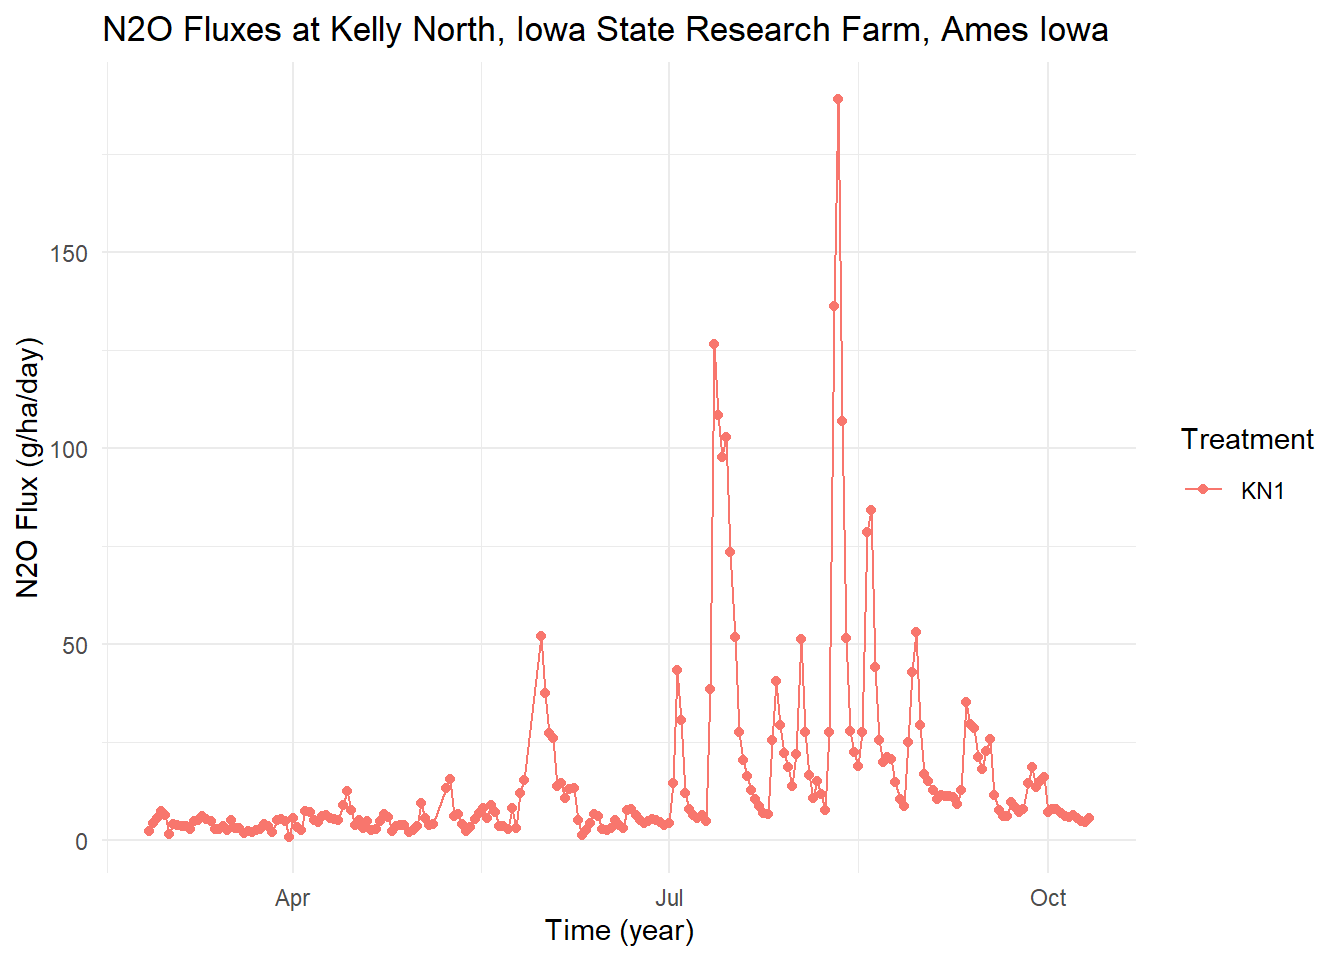 N2O Fluxes at Kelly North, Iowa State Research Farm, Ames Iowa
N2O Flux (g/ha/day)
150
100
50
0
Apr
Jul
Oct
Time (year)
Treatment
KN1